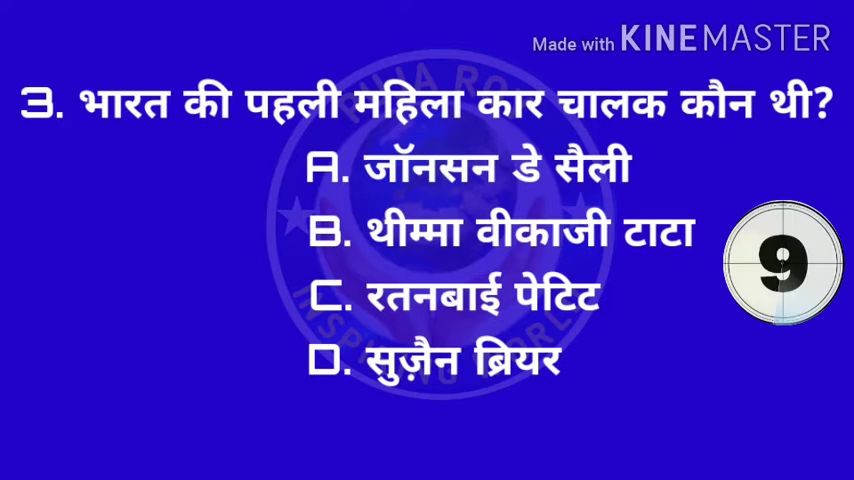 Made with KINEMASTER
3. भारत की पहली महिला कार चालक कौन थी?
A. जॉनसन डे सैली
B. थीम्मा वीकाजी टाटा
C. रतनबाई पेटिट
D. सुज़ैन ब्रियर
9